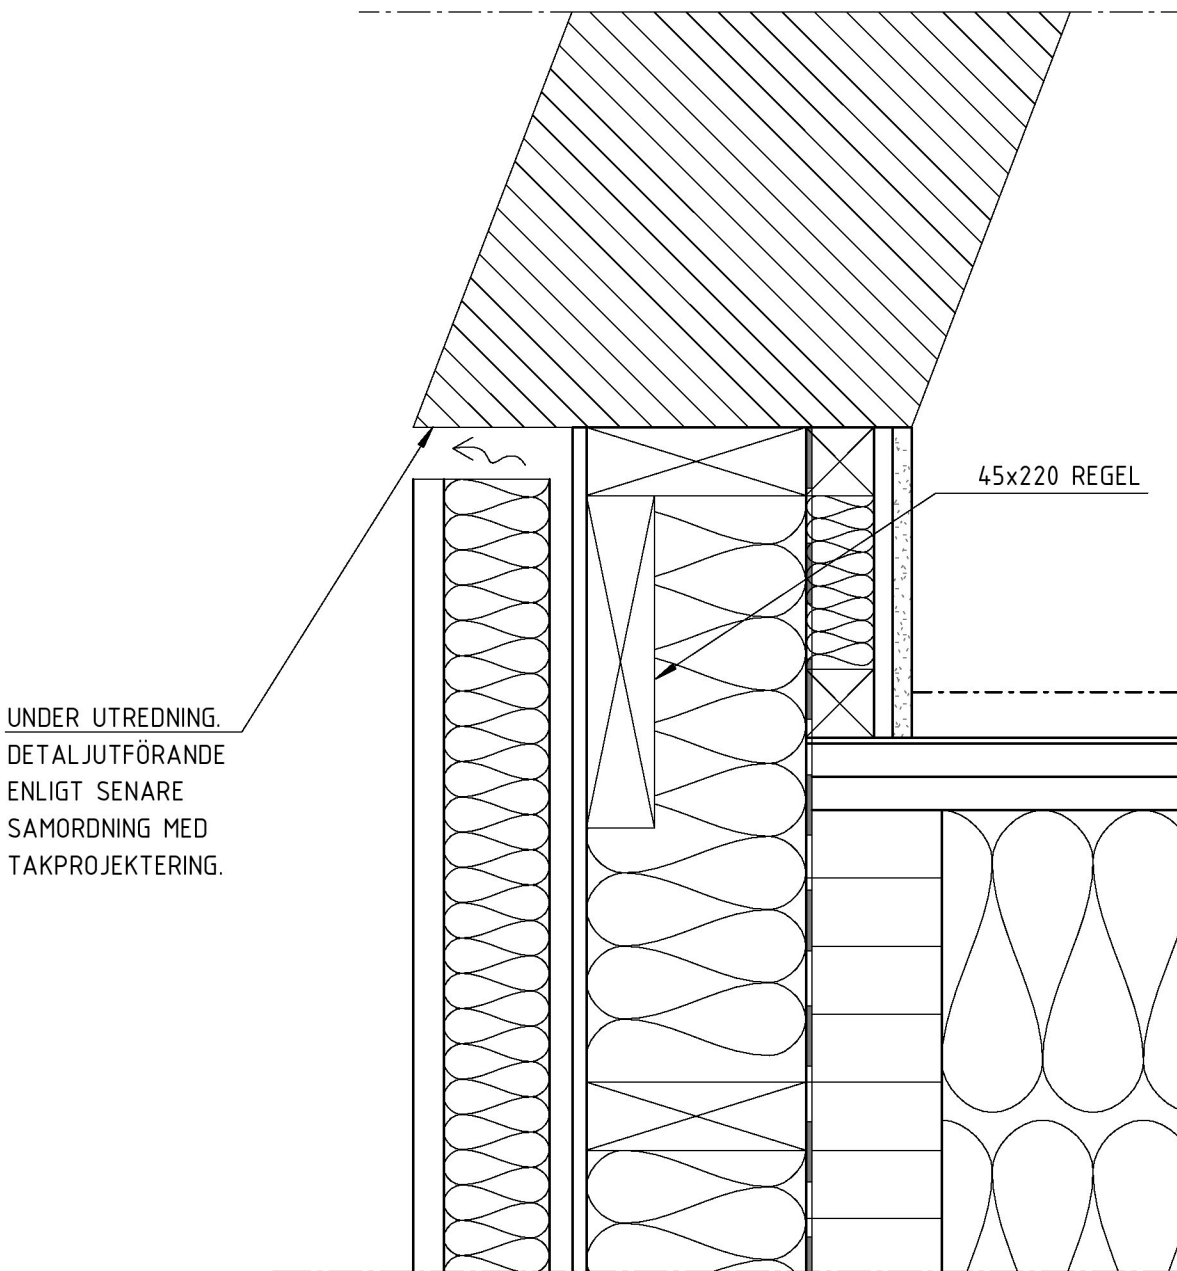 45x220 REGEL
UNDER UTREDNING.
DETALJUTFÖRANDE
ENLIGT SENARE
SAMORDNING MED
TAKPROJEKTERING.